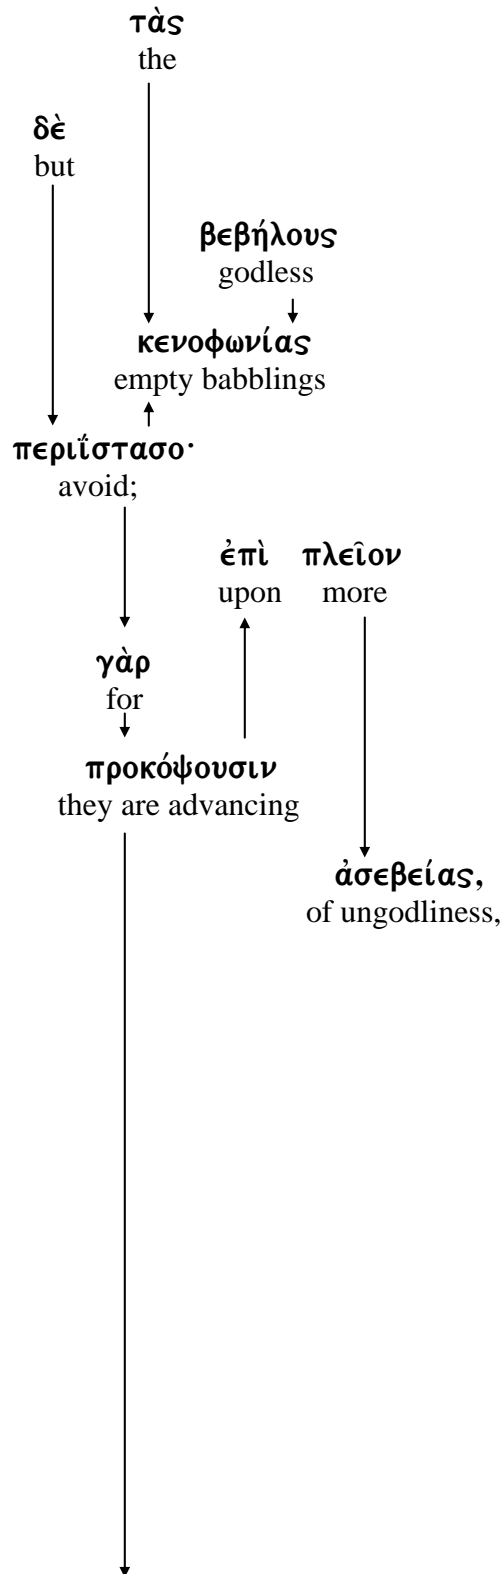 τὰς
the
δὲ
but
βεβήλους
godless
κενοφωνίας
empty babblings
περιΐστασο·
avoid;
ἐπὶ πλεῖον
upon more
γὰρ
for
προκόψουσιν
they are advancing
ἀσεβείας,
of ungodliness,